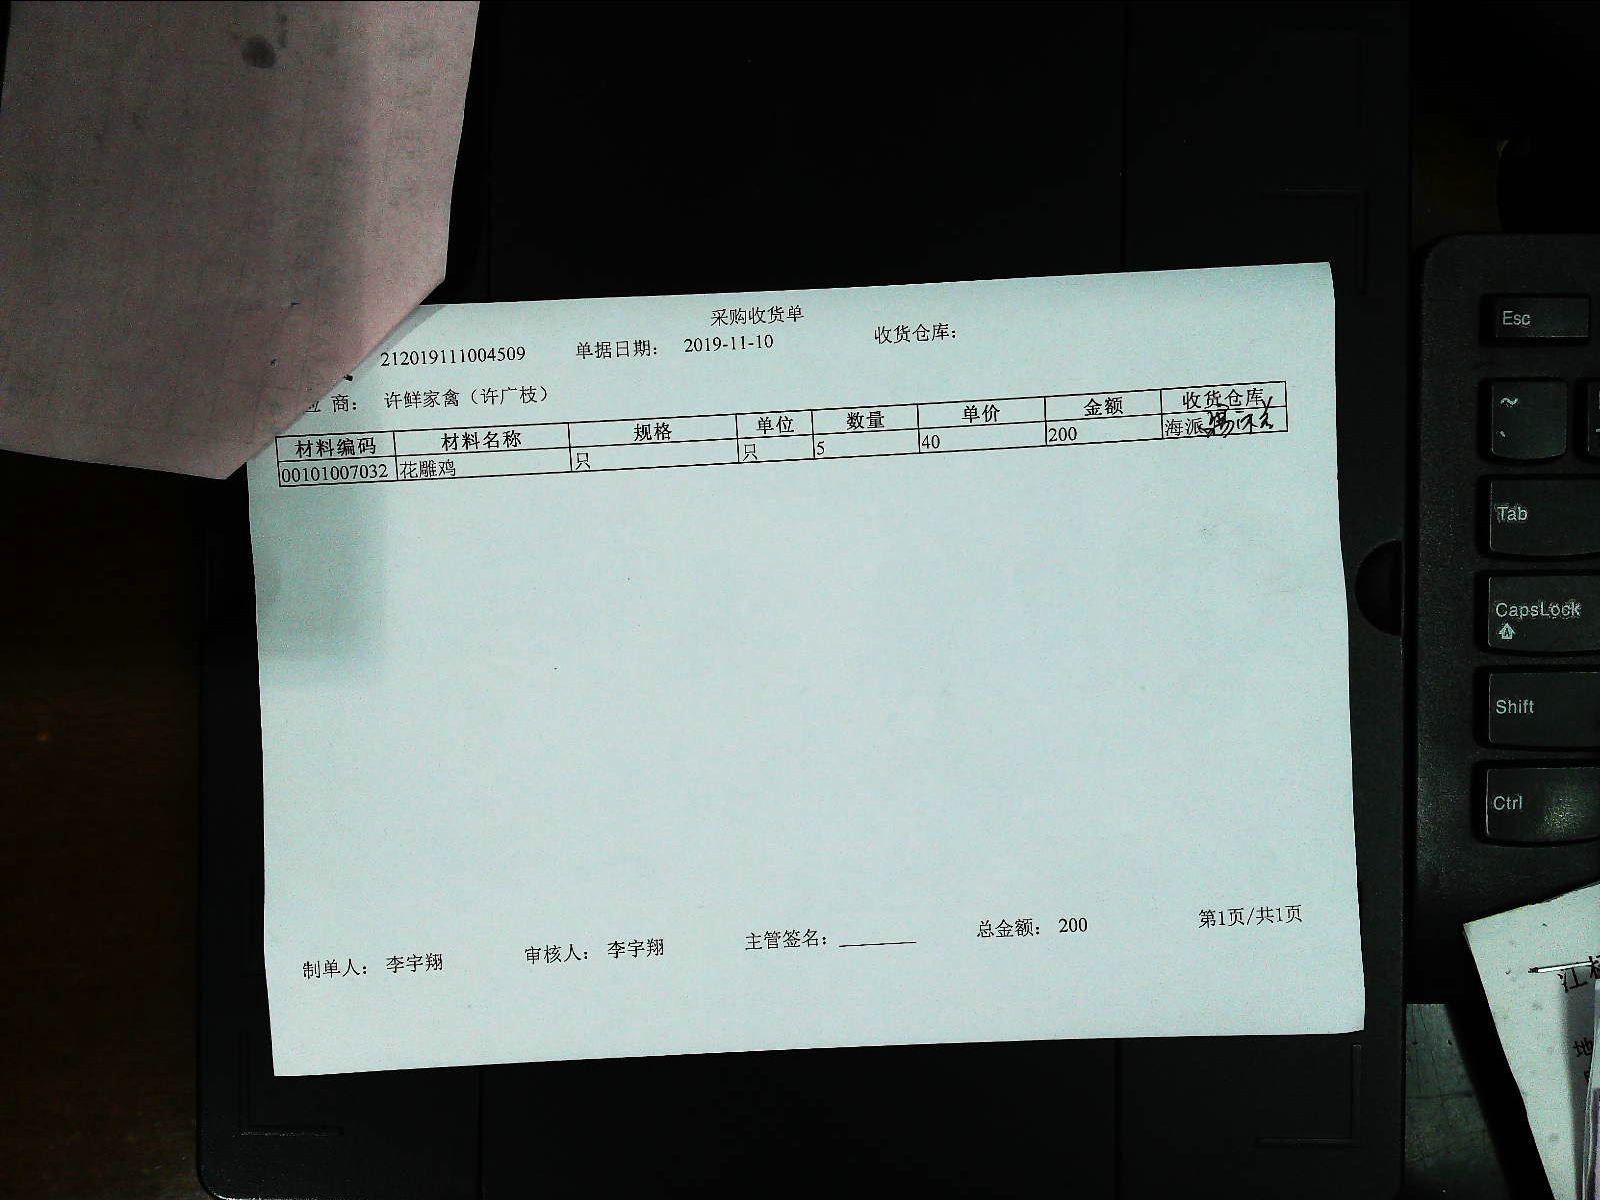 采购收货单
212019111004509 单据日期： 2019-11-10 收货仓库：
商： 许鲜家禽（许广枝）
材料编码 材料名称 规格 单位 数量 单价 金额 收货仓库
00101007032 花雕鸡 只 只 5 40 200 海派
制单人： 李宇翔 审核人： 李宇翔 主管签名：________ 总金额： 200 第1页/共1页
Esc
~
`
Tab
CapsLock
Shift
Ctrl
江
地